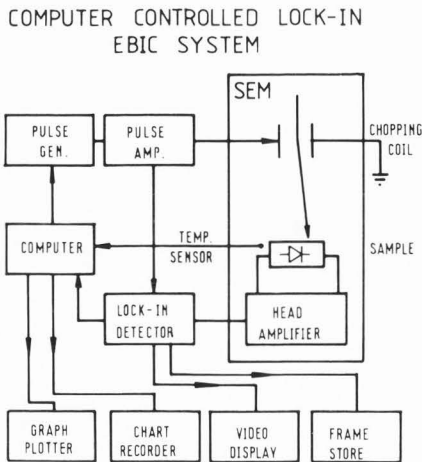 COMPUTER CONTROLLED LOCK-IN
EBIC SYSTEM
SEM
PULSE
GEN.
PULSE
AMP.
CHOPPING
COIL
COMPUTER
TEMP.
SENSOR
SAMPLE
LOCK-IN
DETECTOR
HEAD
AMPLIFIER
GRAPH
PLOTTER
CHART
RECORDER
VIDEO
DISPLAY
FRAME
STORE